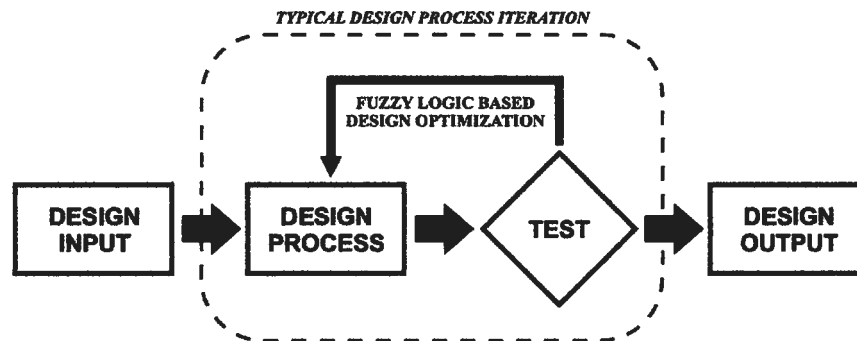 TYPICAL DESIGN PROCESS ITERATION
FUZZY LOGIC BASED
DESIGN OPTIMIZATION
DESIGN
INPUT
DESIGN
PROCESS
TEST
DESIGN
OUTPUT